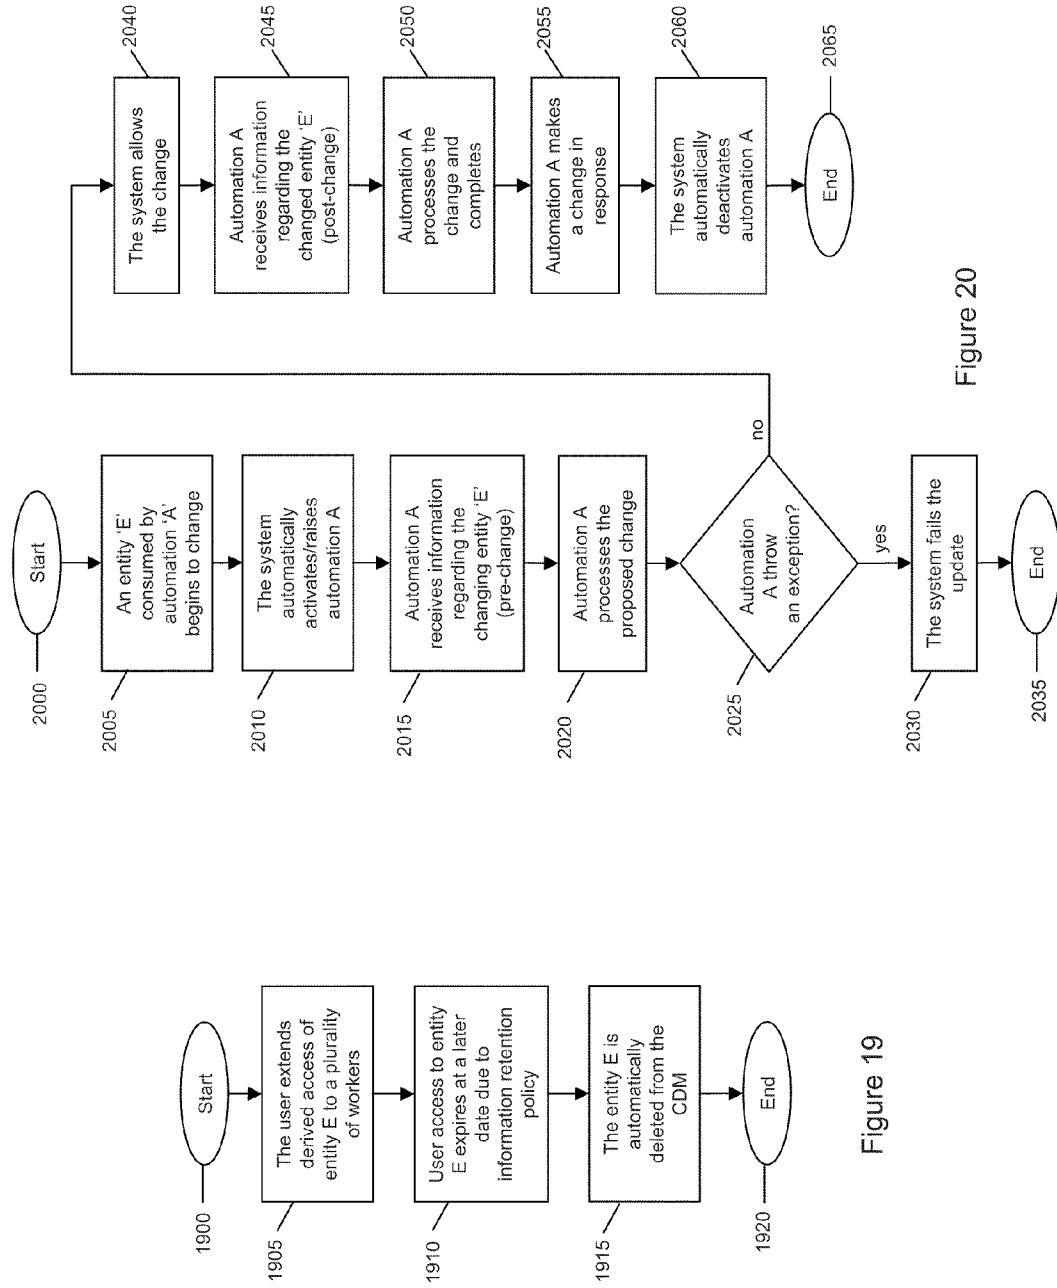 Start
1900
The user extends
derived access of
entity E to a plurality
of workers
1905
User access to entity
E expires at a later
date due to
information retention
policy
1910
The entity E is
automatically
deleted from the
CDM
1915
End
1920
Figure 19
Start
2000
An entity ‘E’
consumed by
automation ‘A’
begins to change
2005
The system
automatically
activates/raises
automation A
2010
Automation A
receives information
regarding the
changing entity ‘E’
(pre-change)
2015
Automation A
processes the
proposed change
2020
Automation
A throw
an exception?
2025
no
yes
The system fails the
update
2030
End
2035
The system allows
the change
2040
Automation A
receives information
regarding the
changed entity ‘E’
(post-change)
2045
Automation A
processes the
change and
completes
2050
Automation A makes
a change in
response
2055
The system
automatically
deactivates
automation A
2060
End
2065
Figure 20